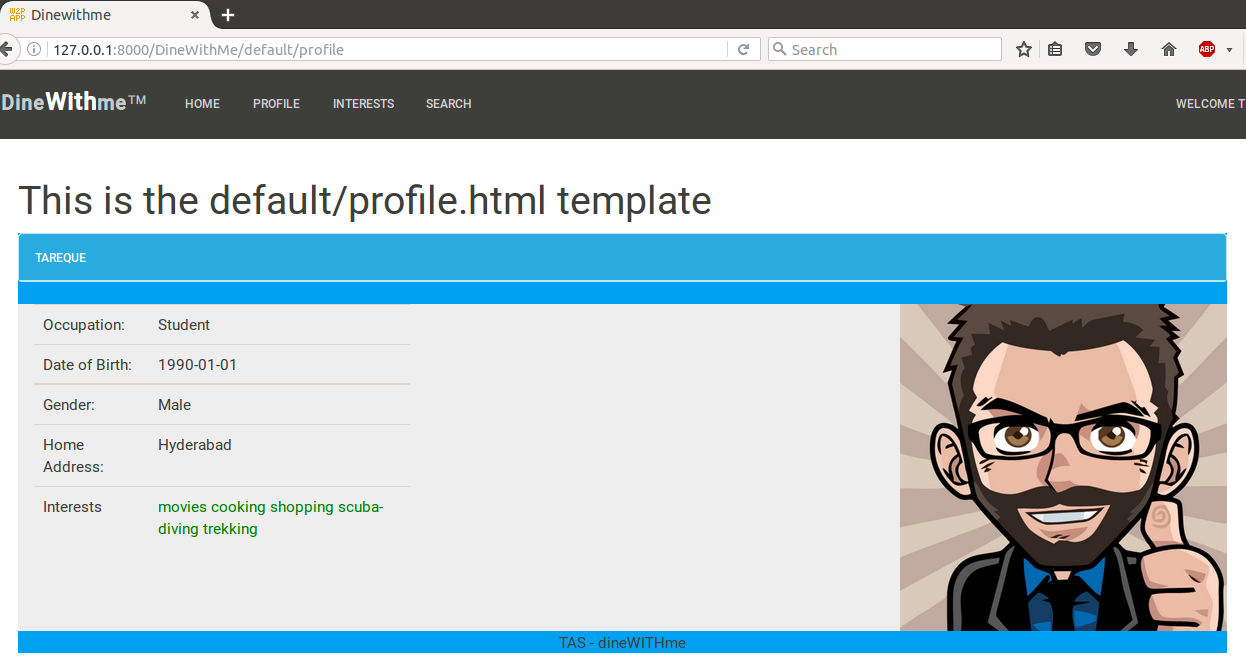 W2P
APP
Dinewithme
127.0.0.1:8000/DineWithMe/default/profile
Search
ABP
DineWithme™
HOME
PROFILE
INTERESTS
SEARCH
WELCOME T
This is the default/profile.html template
TAREQUE
Occupation: Student
Date of Birth: 1990-01-01
Gender: Male
Home Hyderabad
Address:
Interests movies cooking shopping scuba-
diving trekking
TAS - dineWITHme